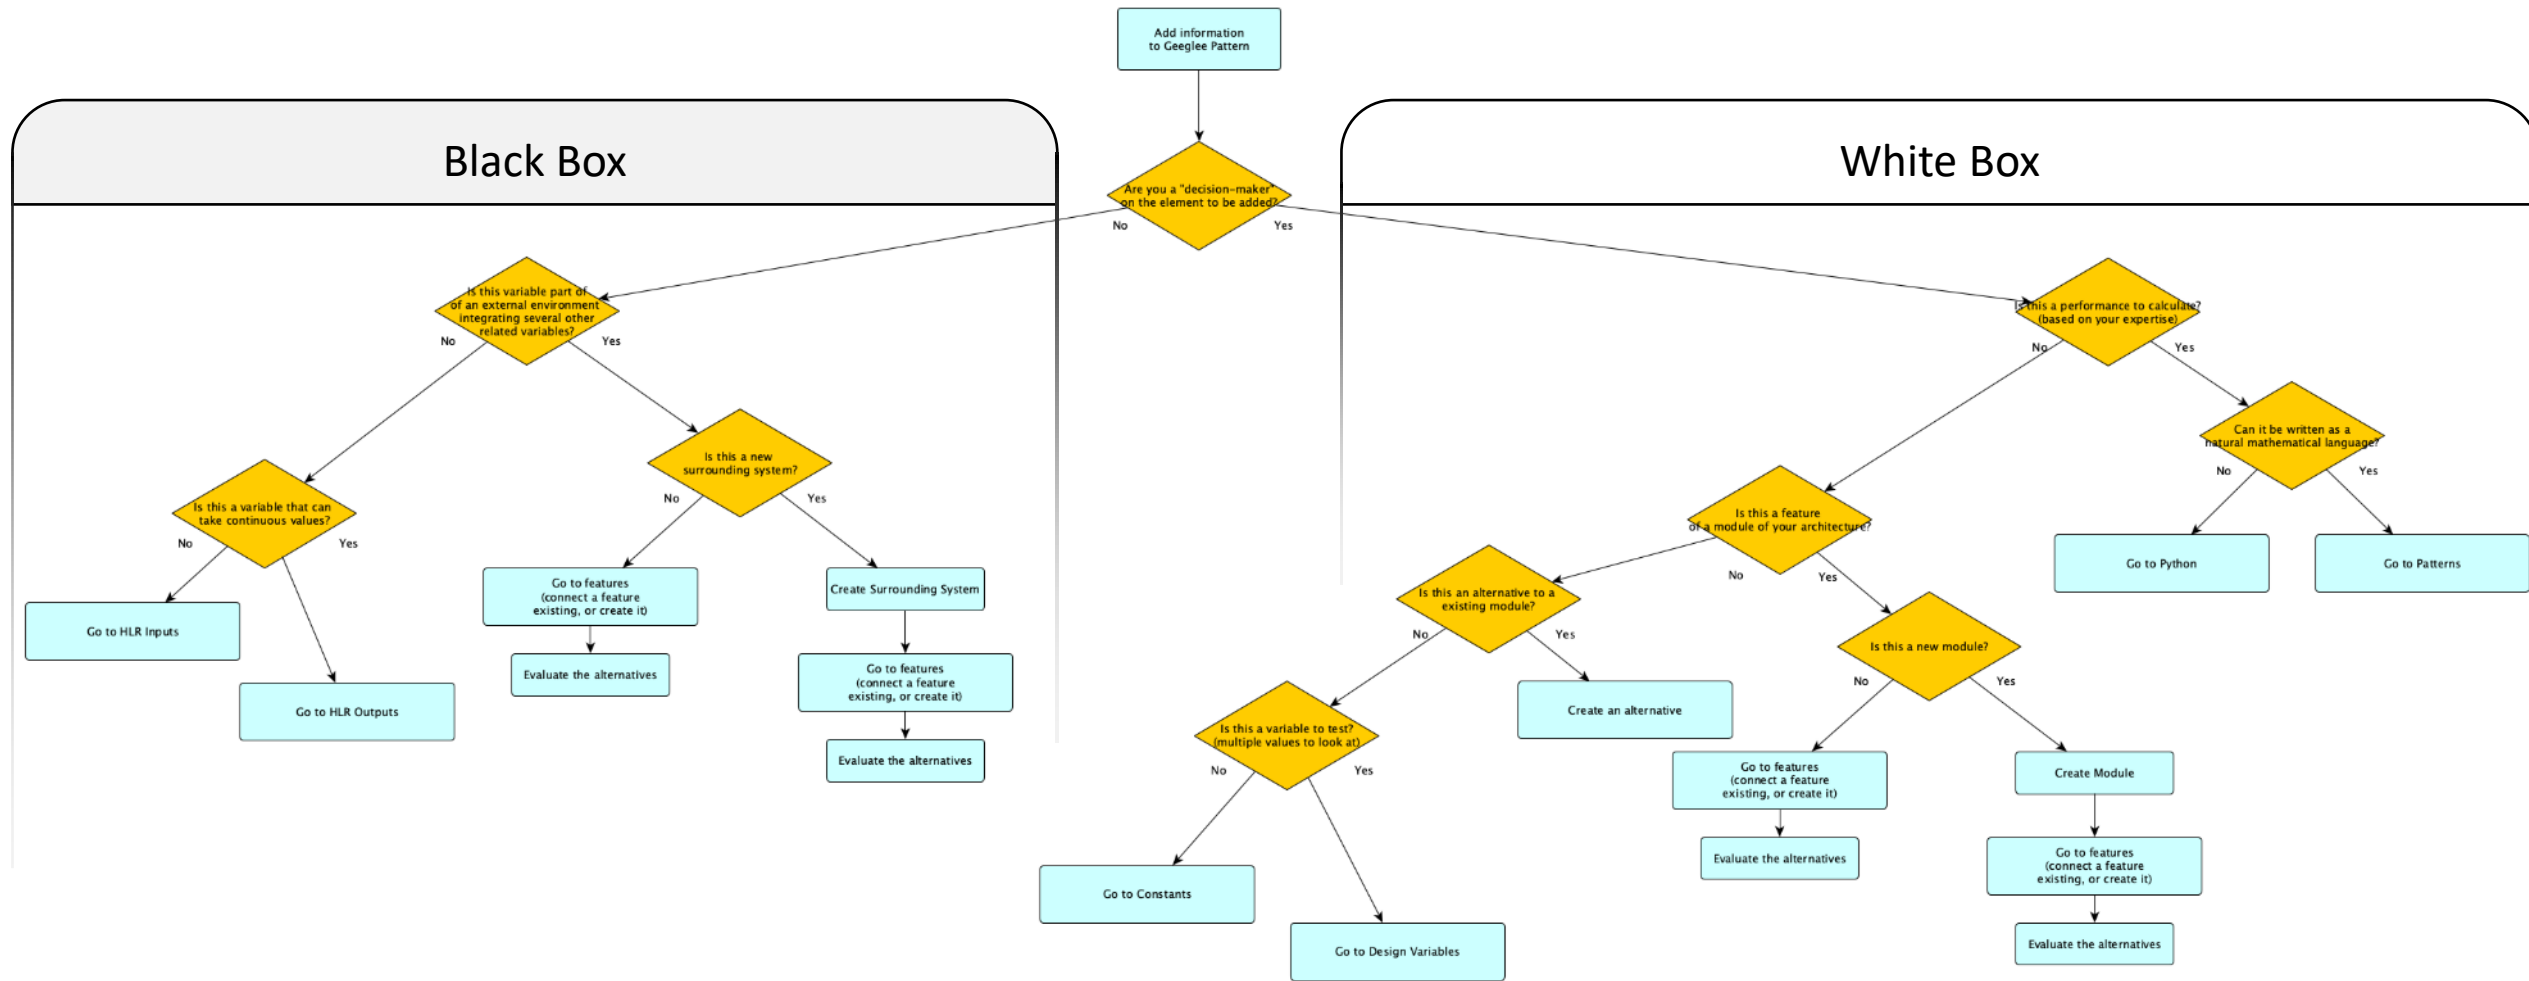 Add information
to Geeglee Pattern
Black Box
White Box
Are you a "decision-maker"
on the element to be added?
No
Yes
Is this variable part of
of an external environment
integrating several other
related variables?
No
Yes
Is this a performance to calculate?
(based on your expertise)
No
Yes
Is this a new
surrounding system?
No
Yes
Can it be written as a
natural mathematical language?
No
Yes
Is this a variable that can
take continuous values?
No
Yes
Is this a feature
of a module of your architecture?
No
Yes
Go to Python
Go to Patterns
Go to features
(connect a feature
existing, or create it)
Create Surrounding System
Is this an alternative to a
existing module?
No
Yes
Go to HLR Inputs
Is this a new module?
No
Yes
Evaluate the alternatives
Go to features
(connect a feature
existing, or create it)
Go to HLR Outputs
Create an alternative
Is this a variable to test?
(multiple values to look at)
No
Yes
Evaluate the alternatives
Go to features
(connect a feature
existing, or create it)
Create Module
Evaluate the alternatives
Go to features
(connect a feature
existing, or create it)
Go to Constants
Go to Design Variables
Evaluate the alternatives